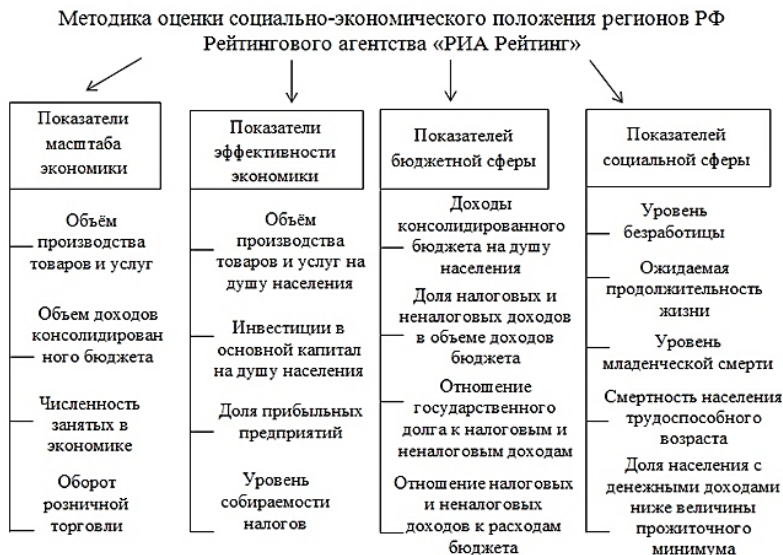 Методика оценки социально-экономического положения регионов РФ
Рейтингового агентства «РИА Рейтинг»
Показатели
масштаба
экономики
Объём
производства
товаров и услуг
Объем доходов
консолидирован
ного бюджета
Численность
занятых в
экономике
Оборот
розничной
торговли
Показатели
эффективности
экономики
Объём
производства
товаров и услуг на
душу населения
Инвестиции в
основной капитал
на душу населения
Доля прибыльных
предприятий
Уровень
собираемости
налогов
Показателей
бюджетной сферы
Доходы
консолидированного
бюджета на душу
населения
Доля налоговых и
неналоговых доходов
в объеме доходов
бюджета
Отношение
государственного
долга к налоговым и
неналоговым доходам
Отношение налоговых
и неналоговых
доходов к расходам
бюджета
Показателей
социальной сферы
Уровень
безработицы
Ожидаемая
продолжительность
жизни
Уровень
младенческой смерти
Смертность населения
трудоспособного
возраста
Доля населения с
денежными доходами
ниже величины
прожиточного
минимума